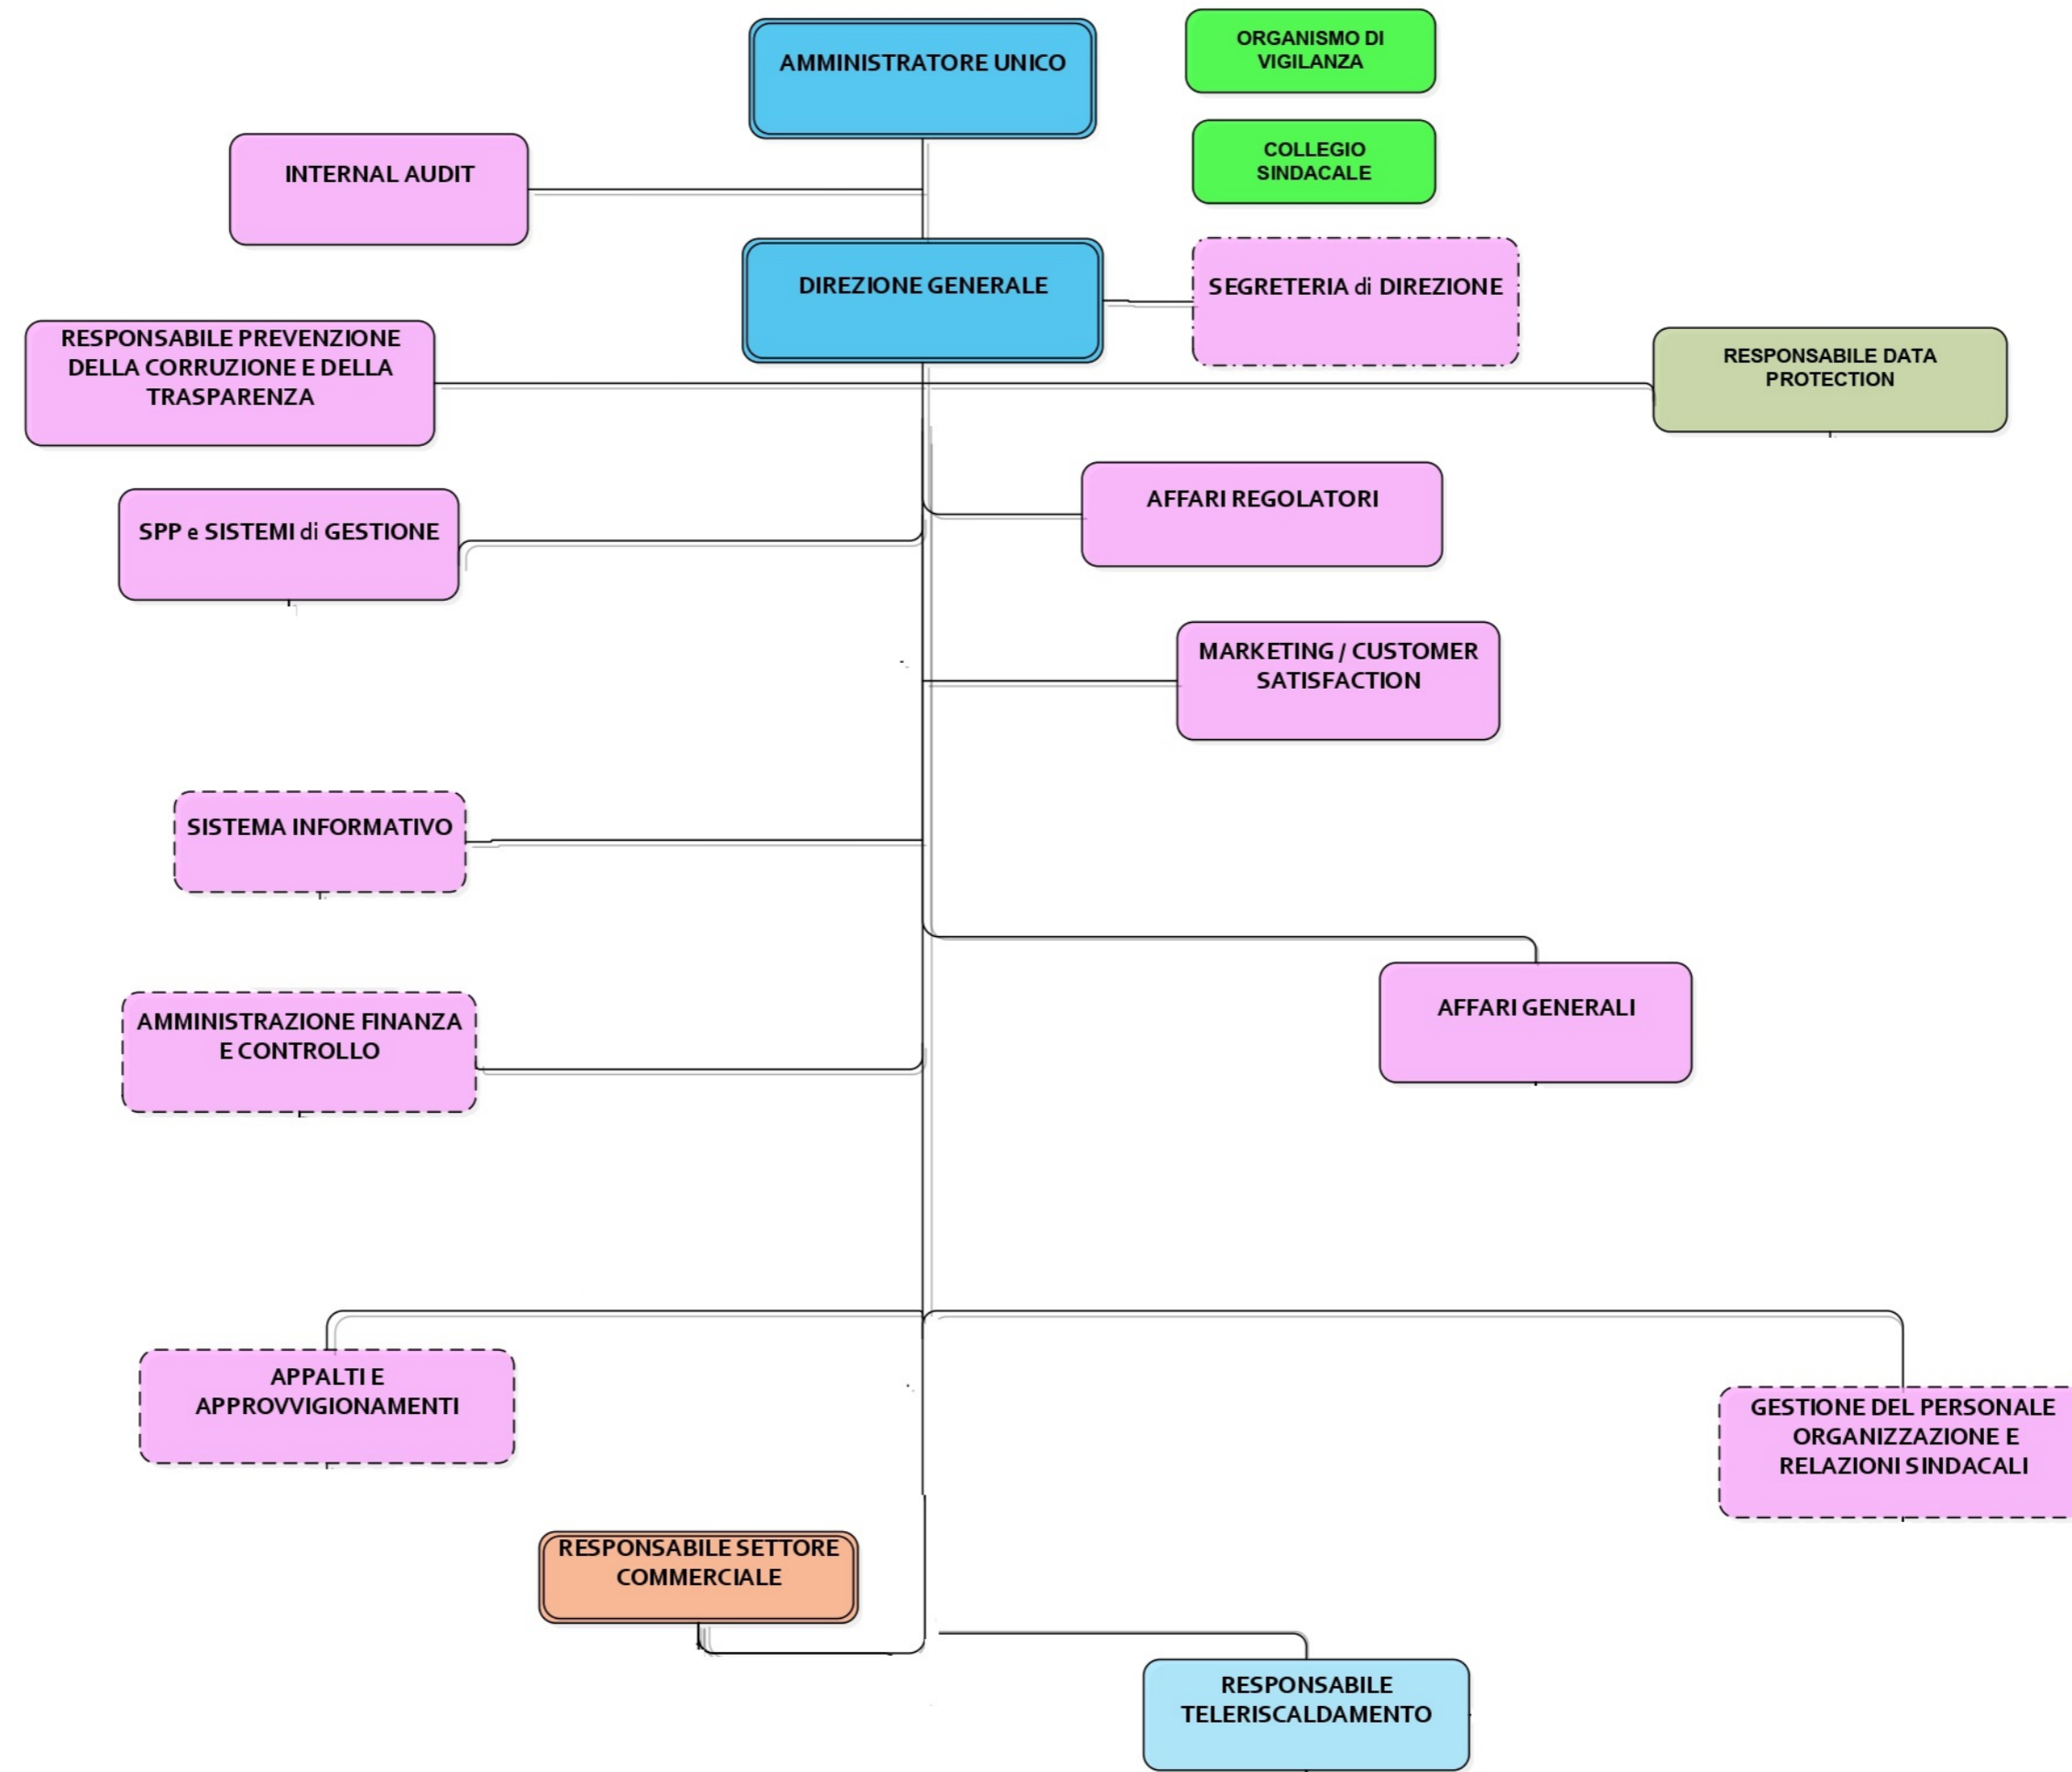 AMMINISTRATORE UNICO
ORGANISMO DI
VIGILANZA
COLLEGIO
SINDACALE
INTERNAL AUDIT
DIREZIONE GENERALE
SEGRETERIA di DIREZIONE
RESPONSABILE PREVENZIONE
DELLA CORRUZIONE E DELLA
TRASPARENZA
RESPONSABILE DATA
PROTECTION
AFFARI REGOLATORI
SPP e SISTEMI di GESTIONE
MARKETING / CUSTOMER
SATISFACTION
SISTEMA INFORMATIVO
AFFARI GENERALI
AMMINISTRAZIONE FINANZA
E CONTROLLO
APPALTI E
APPROVVIGIONAMENTI
GESTIONE DEL PERSONALE
ORGANIZZAZIONE E
RELAZIONI SINDACALI
RESPONSABILE SETTORE
COMMERCIALE
RESPONSABILE
TELERISCALDAMENTO